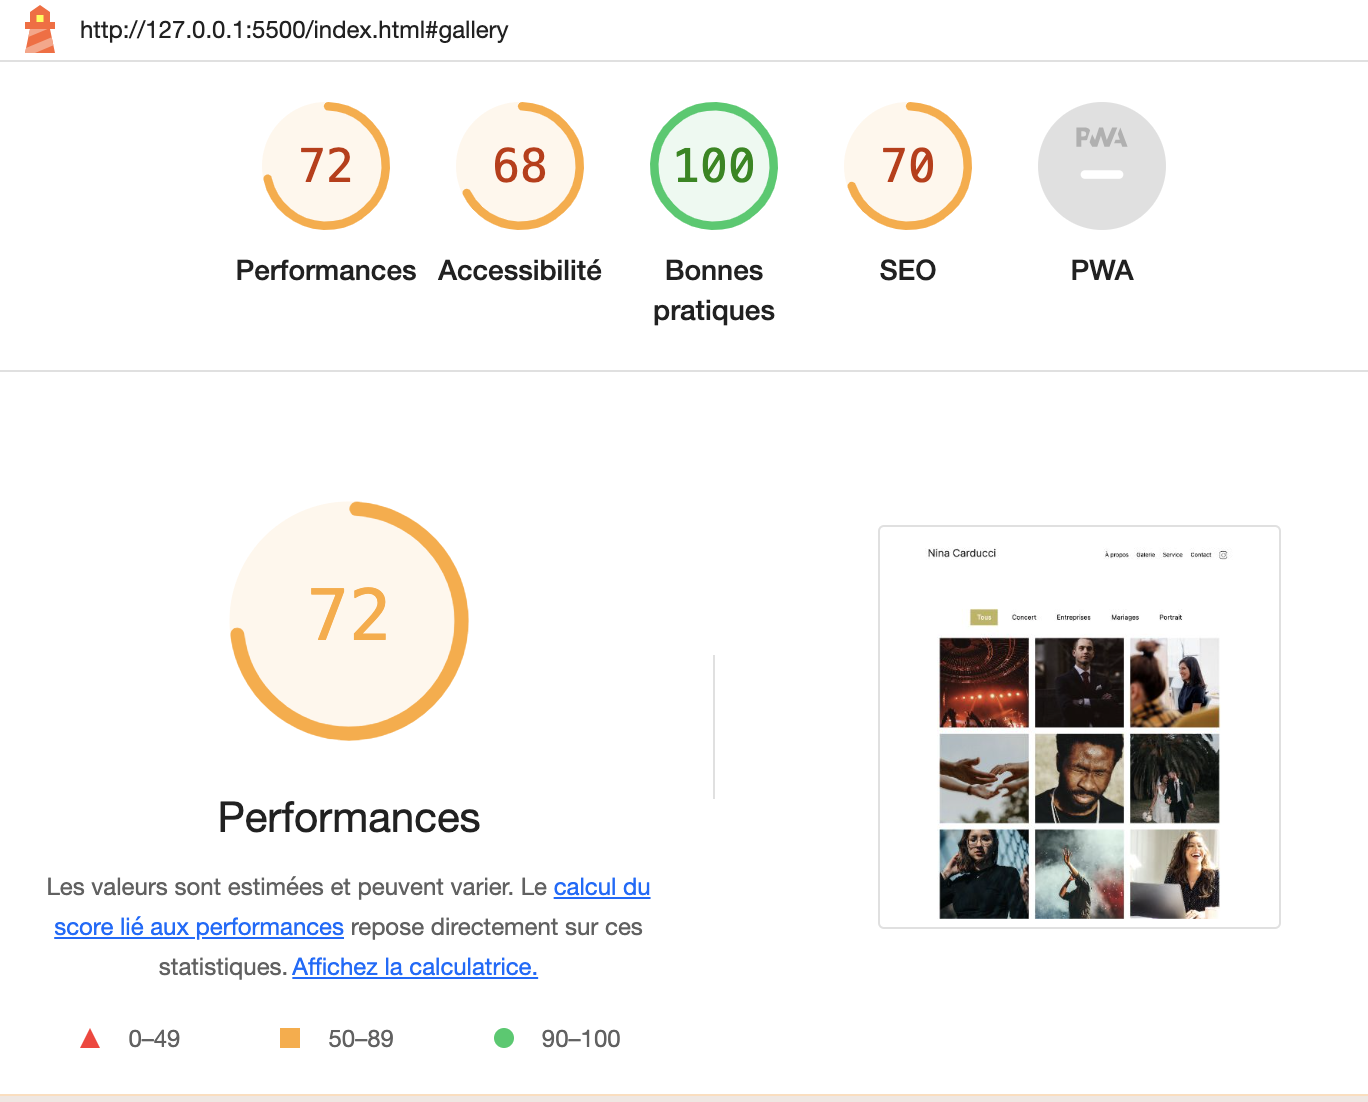 http://127.0.0.1:5500/index.html#gallery
72
68
100
70
PWA
Performances
Accessibilité
Bonnes
pratiques
SEO
PWA
72
Performances
Les valeurs sont estimées et peuvent varier. Le calcul du
score lié aux performances repose directement sur ces
statistiques. Affichez la calculatrice.
0–49
50–89
90–100
Nina Carducci
À propos
Galerie
Service
Contact
Tous
Concert
Entreprises
Mariages
Portrait